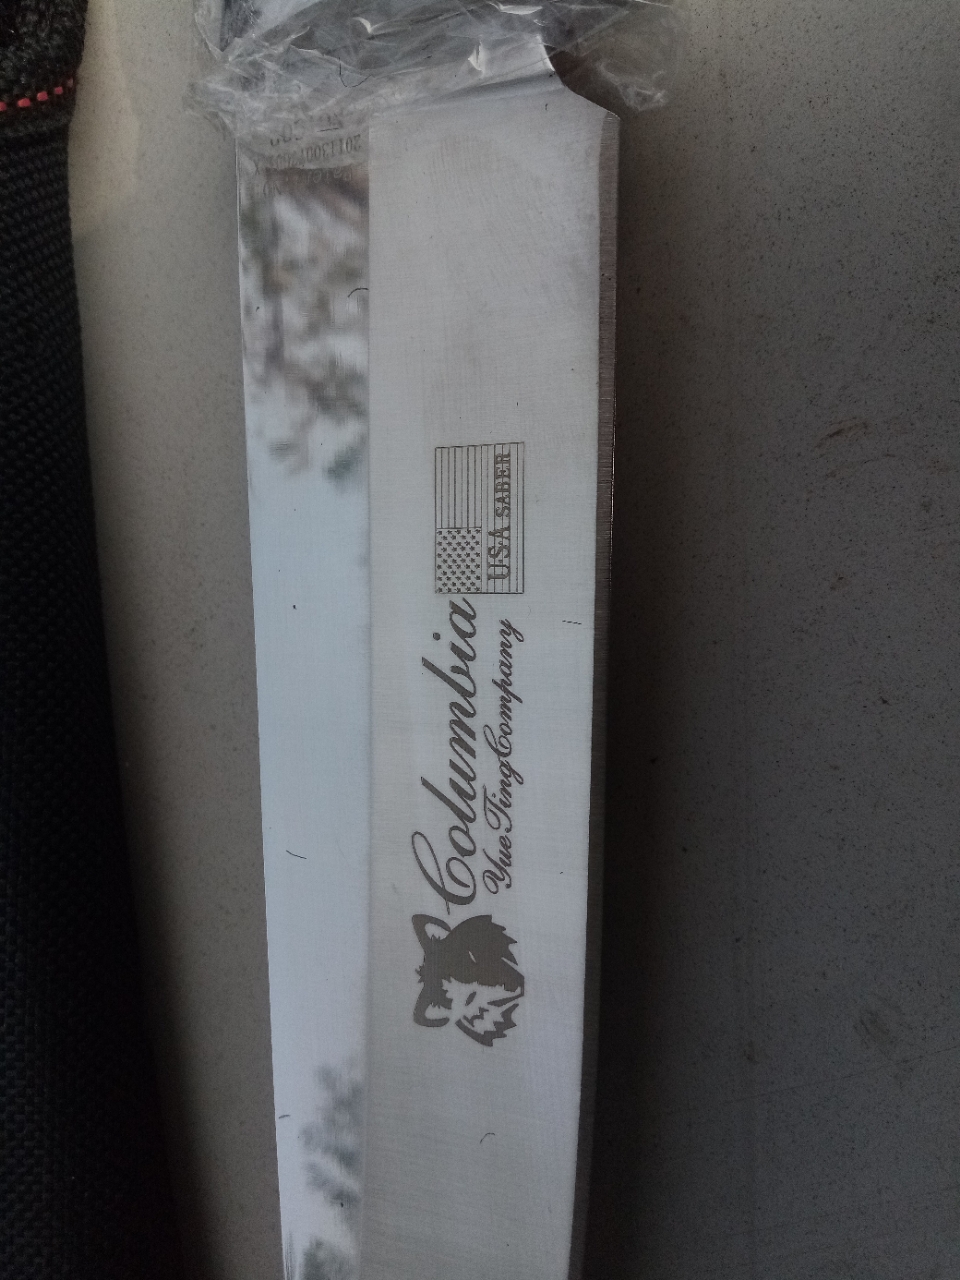 Columbia
USA SABER
Yue Ting Company